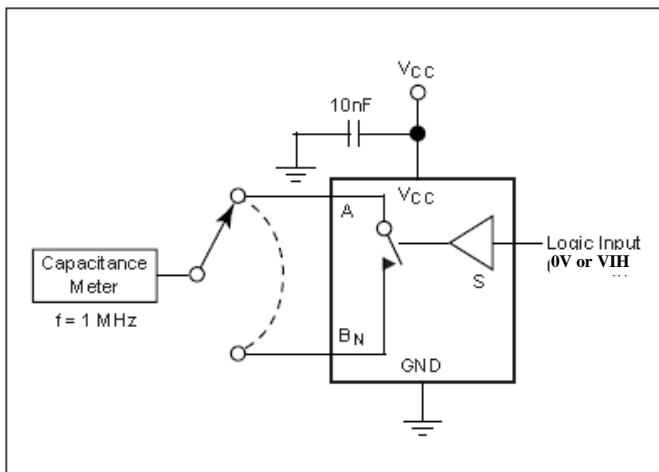 VCC
10nF
VCC
A
Logic Input
0V or VIH
S
Capacitance
Meter
f = 1 MHz
BN
GND